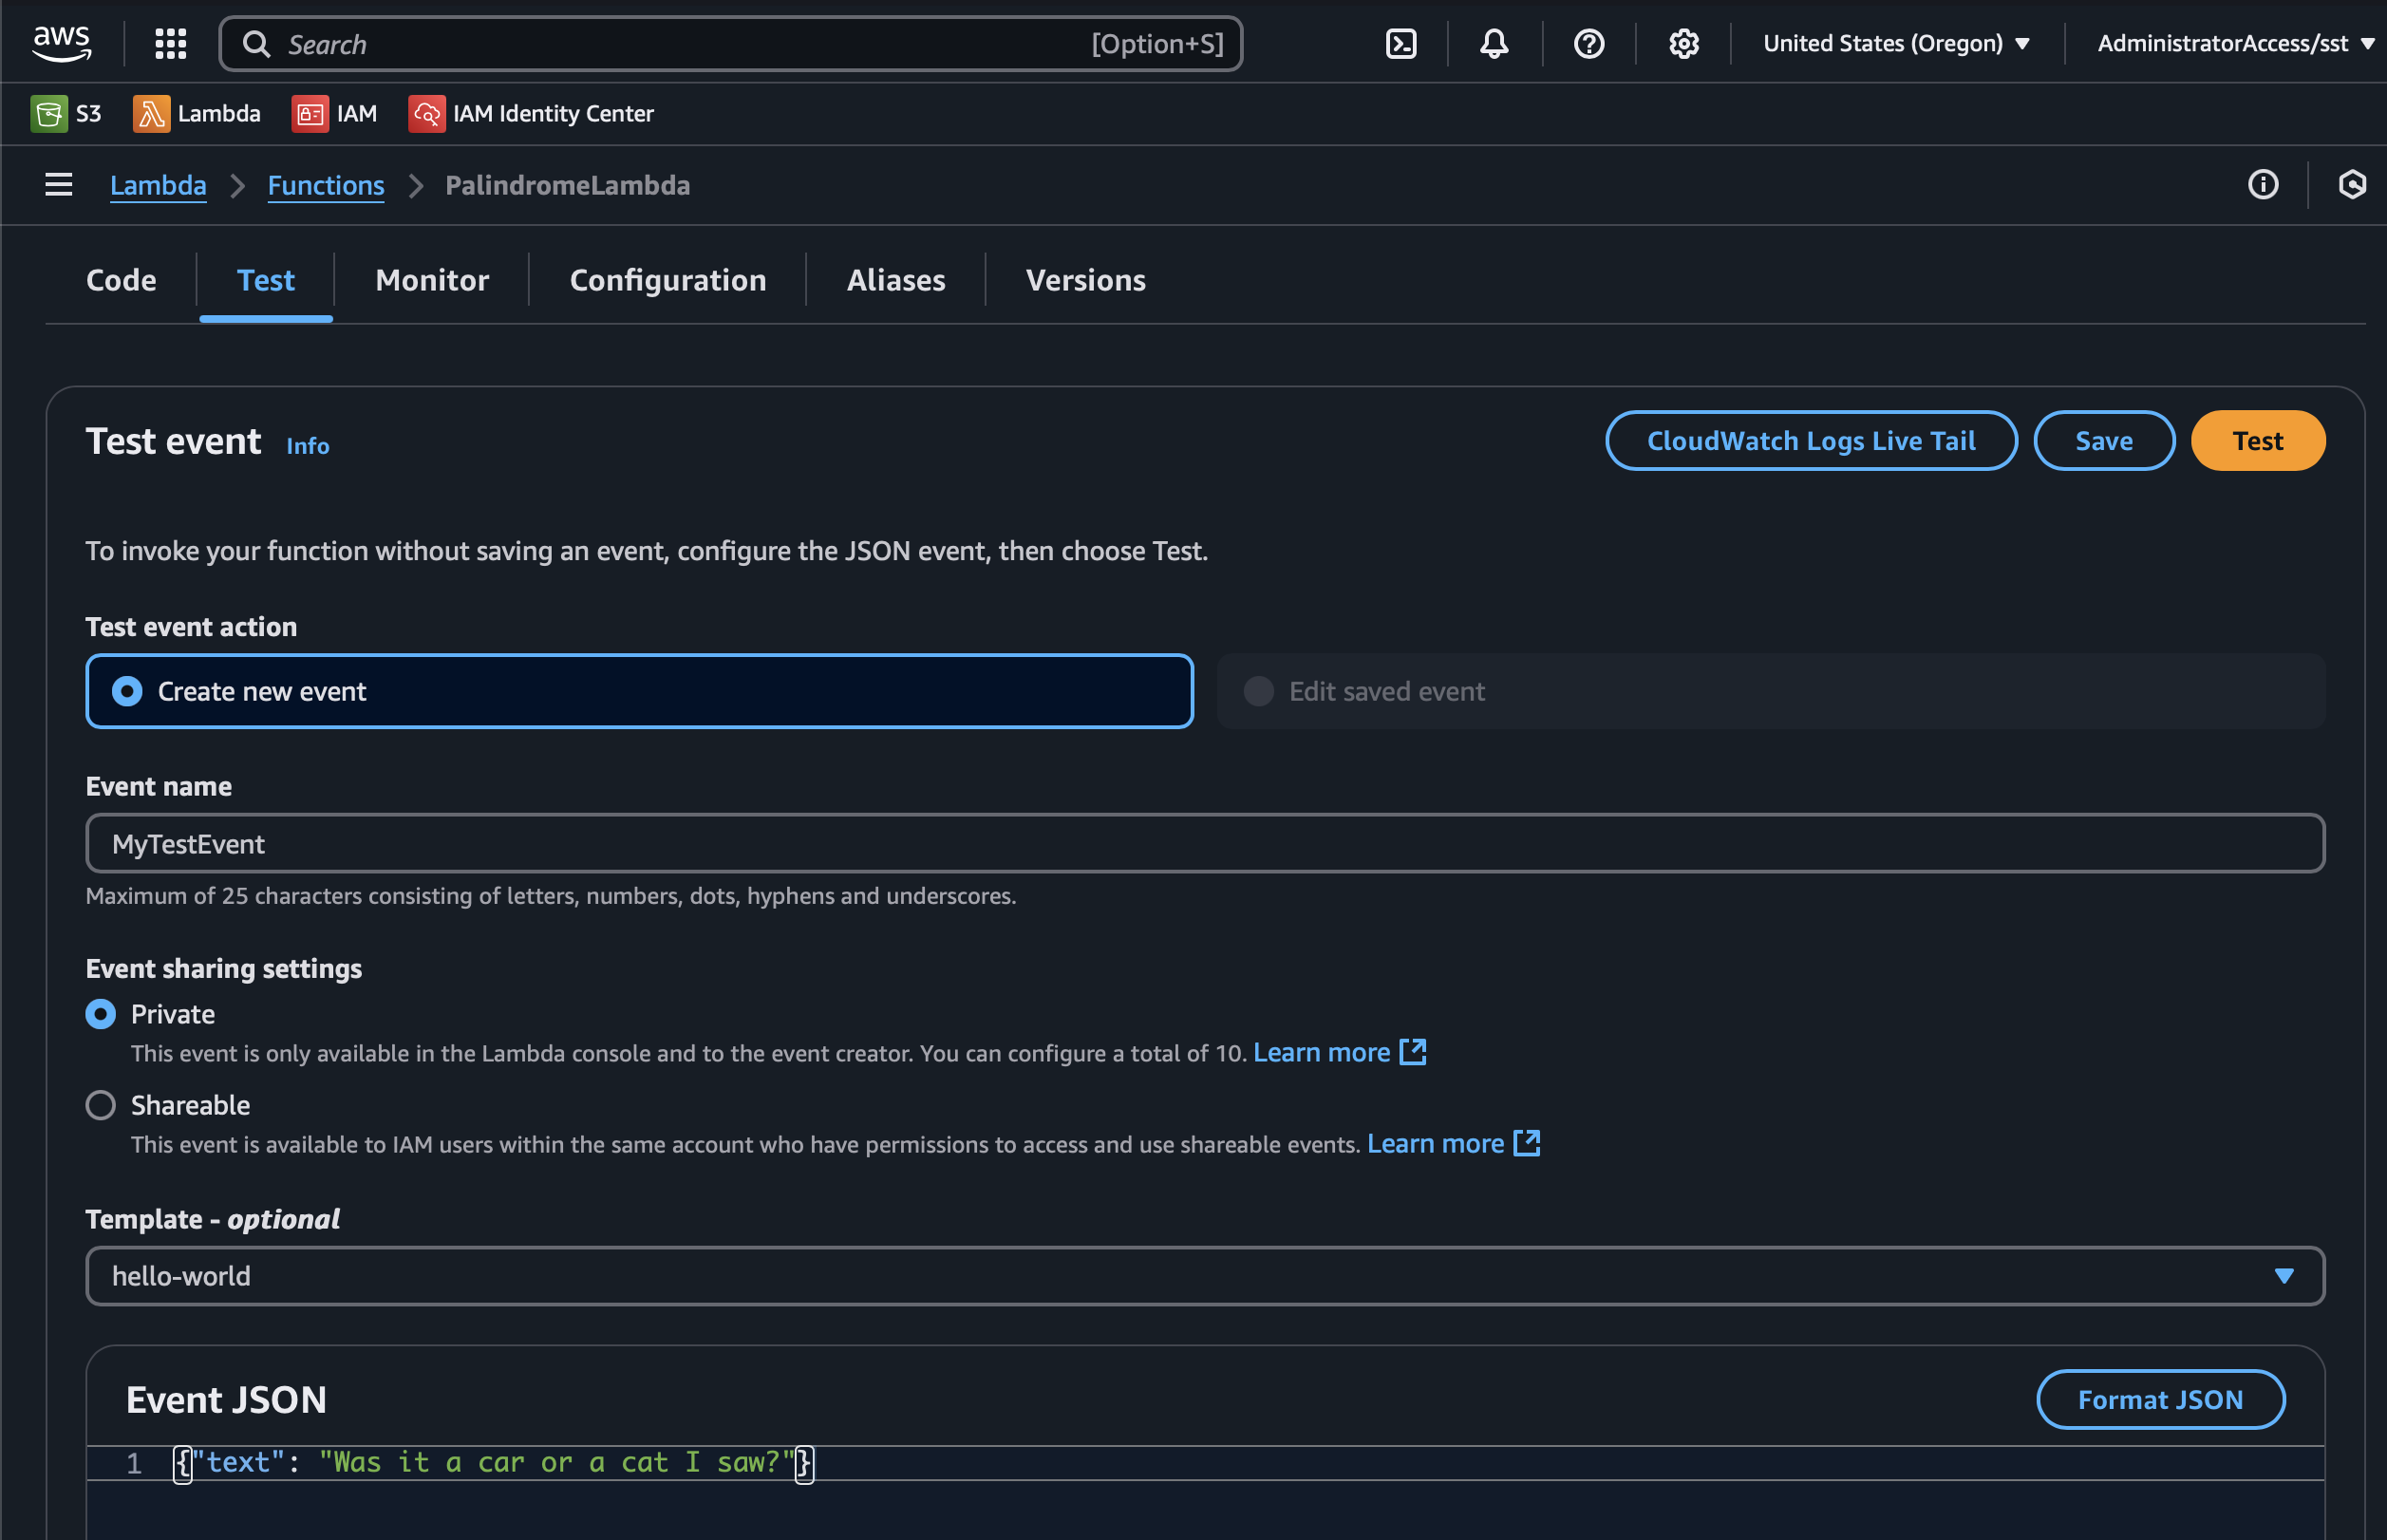 aws Search [Option+S] United States (Oregon) AdministratorAccess/sst
S3 Lambda IAM IAM Identity Center
Lambda Functions PalindromeLambda
Code Test Monitor Configuration Aliases Versions
Test event Info CloudWatch Logs Live Tail Save Test
To invoke your function without saving an event, configure the JSON event, then choose Test.
Test event action
Create new event Edit saved event
Event name
MyTestEvent
Maximum of 25 characters consisting of letters, numbers, dots, hyphens and underscores.
Event sharing settings
Private
This event is only available in the Lambda console and to the event creator. You can configure a total of 10. Learn more
Shareable
This event is available to IAM users within the same account who have permissions to access and use shareable events. Learn more
Template - optional
hello-world
Event JSON Format JSON
1 {"text": "Was it a car or a cat I saw?"}